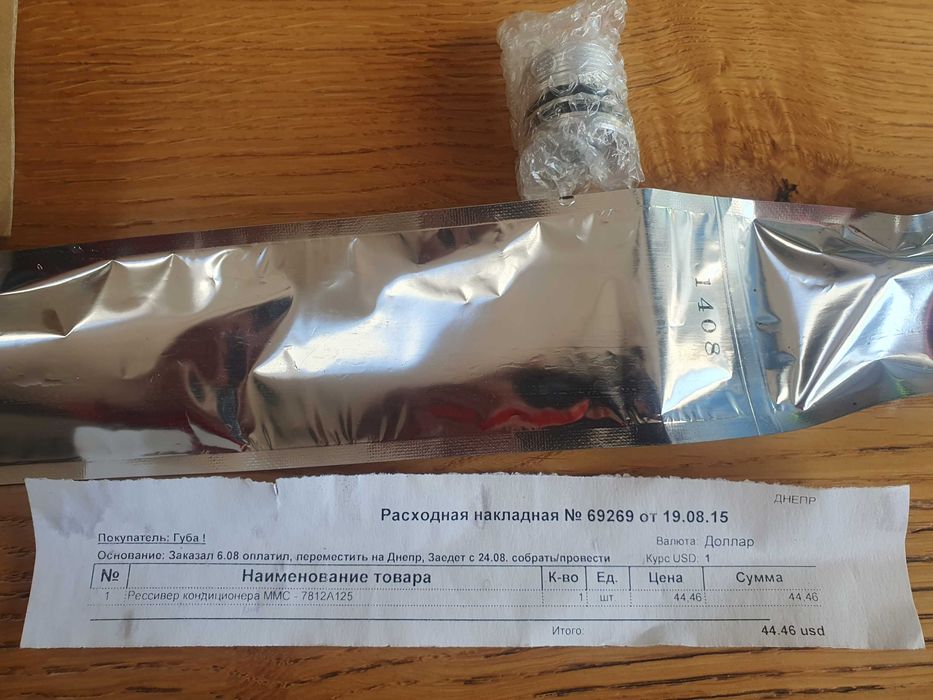 1408
ДНЕПР
Расходная накладная № 69269 от 19.08.15
Покупатель: Губа !
Валюта: Доллар
Основание: Заказал 6.08 оплатил, переместить на Днепр, Заедет с 24.08. собрать/провести
Курс USD: 1
№ Наименование товара К-во Ед. Цена Сумма
1 Рессивер кондиционера MMC - 7812A125 1 шт 44.46 44.46
Итого: 44.46 usd